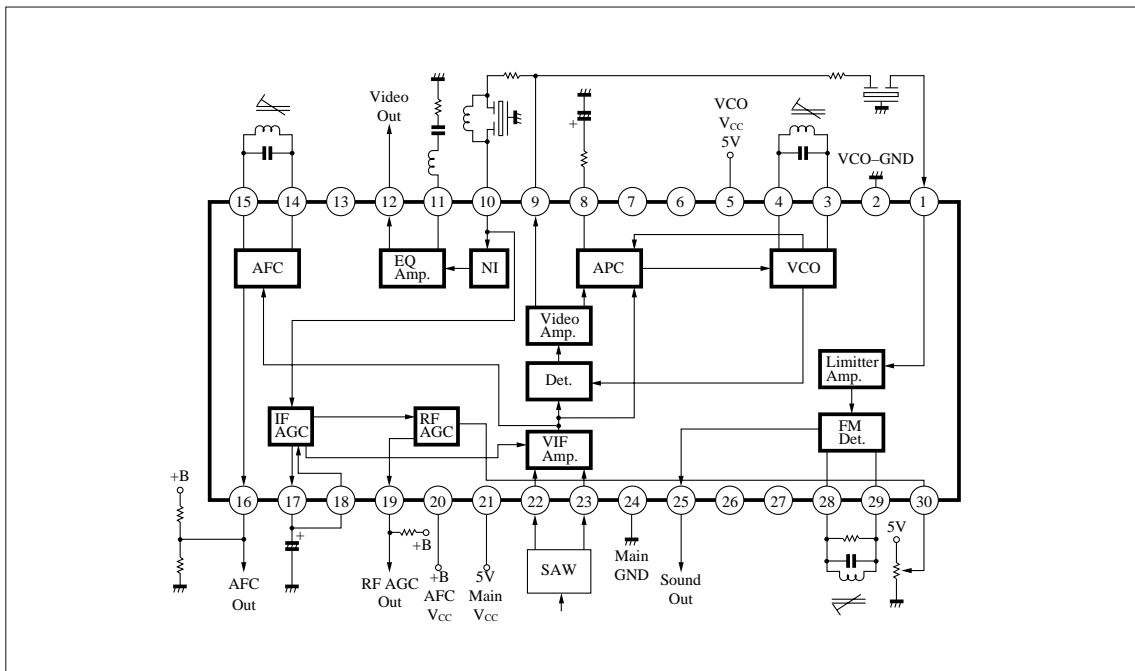 Video
Out
+
VCO
VCC
5V
VCO–GND
15
14
13
12
11
10
9
8
7
6
5
4
3
2
1
AFC
EQ
Amp.
NI
APC
VCO
Video
Amp.
Limitter
Amp.
Det.
IF
AGC
RF
AGC
VIF
Amp.
FM
Det.
+B
16
17
18
19
20
21
22
23
24
25
26
27
28
29
30
+
+B
5V
AFC
Out
RF AGC
Out
+B
AFC
VCC
5V
Main
VCC
SAW
Main
GND
Sound
Out